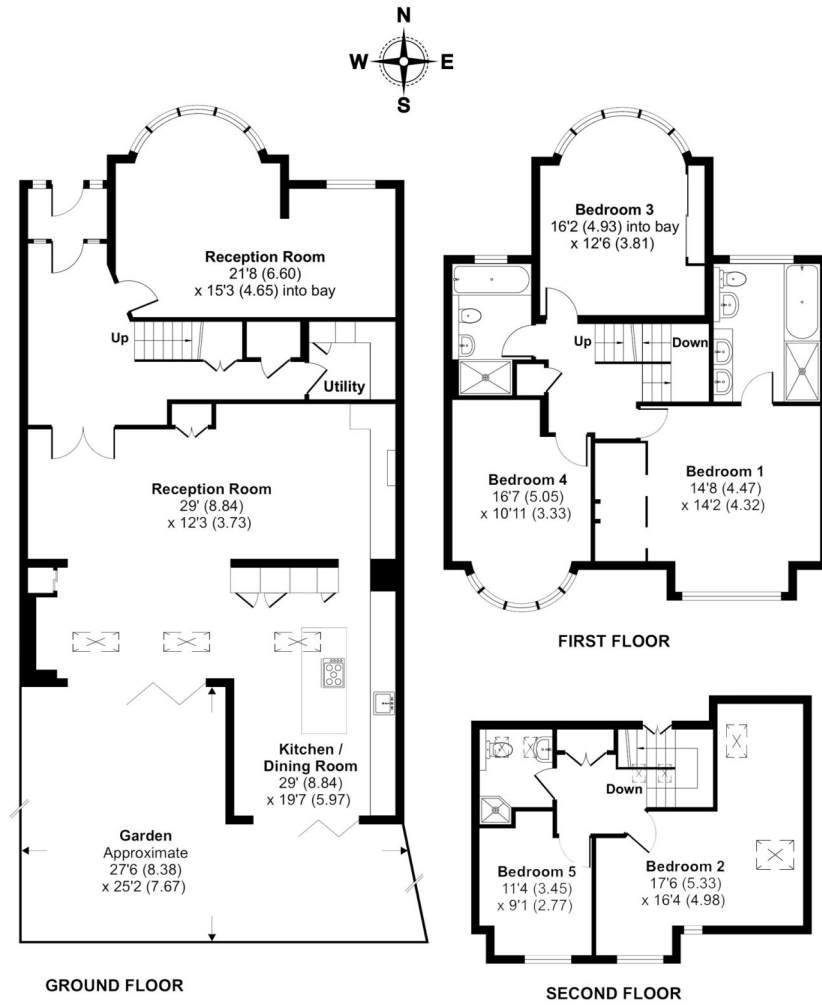 N
W E
S
Reception Room
21'8 (6.60)
x 15'3 (4.65) into bay
Up
Utility
Reception Room
29' (8.84)
x 12'3 (3.73)
Kitchen /
Dining Room
29' (8.84)
x 19'7 (5.97)
Garden
Approximate
27'6 (8.38)
x 25'2 (7.67)
GROUND FLOOR
Bedroom 3
16'2 (4.93) into bay
x 12'6 (3.81)
Up
Down
Bedroom 4
16'7 (5.05)
x 10'11 (3.33)
Bedroom 1
14'8 (4.47)
x 14'2 (4.32)
FIRST FLOOR
Down
Bedroom 5
11'4 (3.45)
x 9'1 (2.77)
Bedroom 2
17'6 (5.33)
x 16'4 (4.98)
SECOND FLOOR